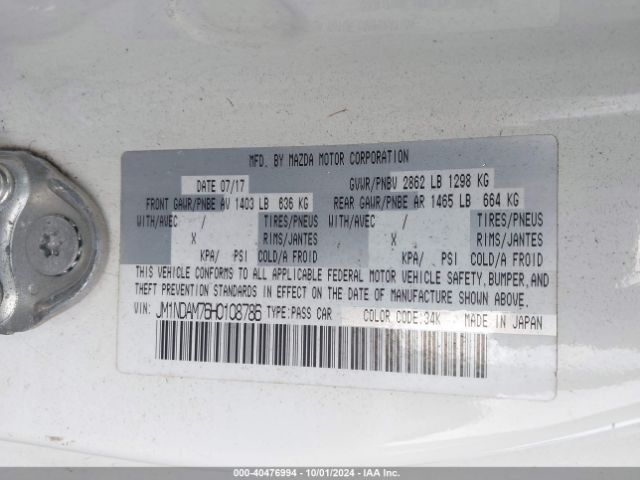 MFD. BY MAZDA MOTOR CORPORATION
DATE 07/17 GVWR/PNBV 2862 LB 1298 KG
FRONT GAWR/PNBE AV 1403 LB 636 KG REAR GAWR/PNBE AR 1465 LB 664 KG
WITH/AVEC / TIRES/PNEUS WITH/AVEC / TIRES/PNEUS
X RIMS/JANTES X RIMS/JANTES
KPA/ PSI COLD/A FROID KPA/ PSI COLD/A FROID
THIS VEHICLE CONFORMS TO ALL APPLICABLE FEDERAL MOTOR VEHICLE SAFETY, BUMPER, AND
THEFT PREVENTION STANDARDS IN EFFECT ON THE DATE OF MANUFACTURE SHOWN ABOVE.
VIN: JM1NDAM76H0108786 TYPE:PASS CAR COLOR CODE:34K MADE IN JAPAN
000-40476994 - 10/01/2024 - IAA Inc.